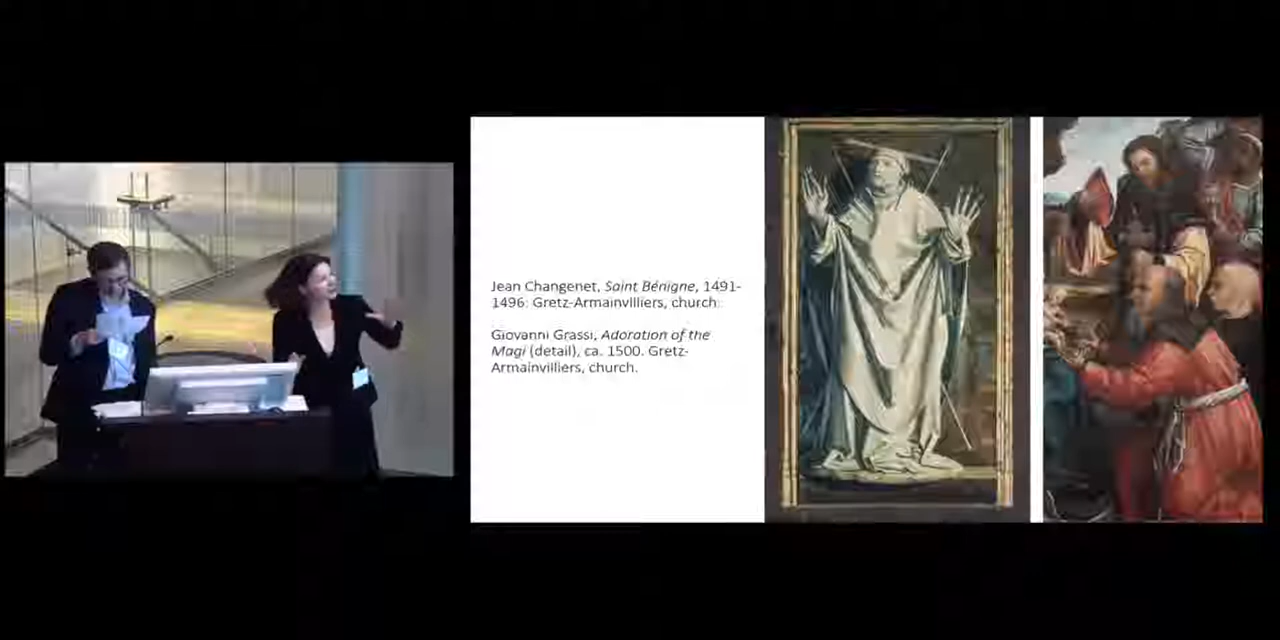 Jean Changenet, Saint Bénigne, 1491-
1496: Gretz-Armainvilliers, church:
Giovanni Grassi, Adoration of the
Magi (detail), ca. 1500. Gretz-
Armainvilliers, church.